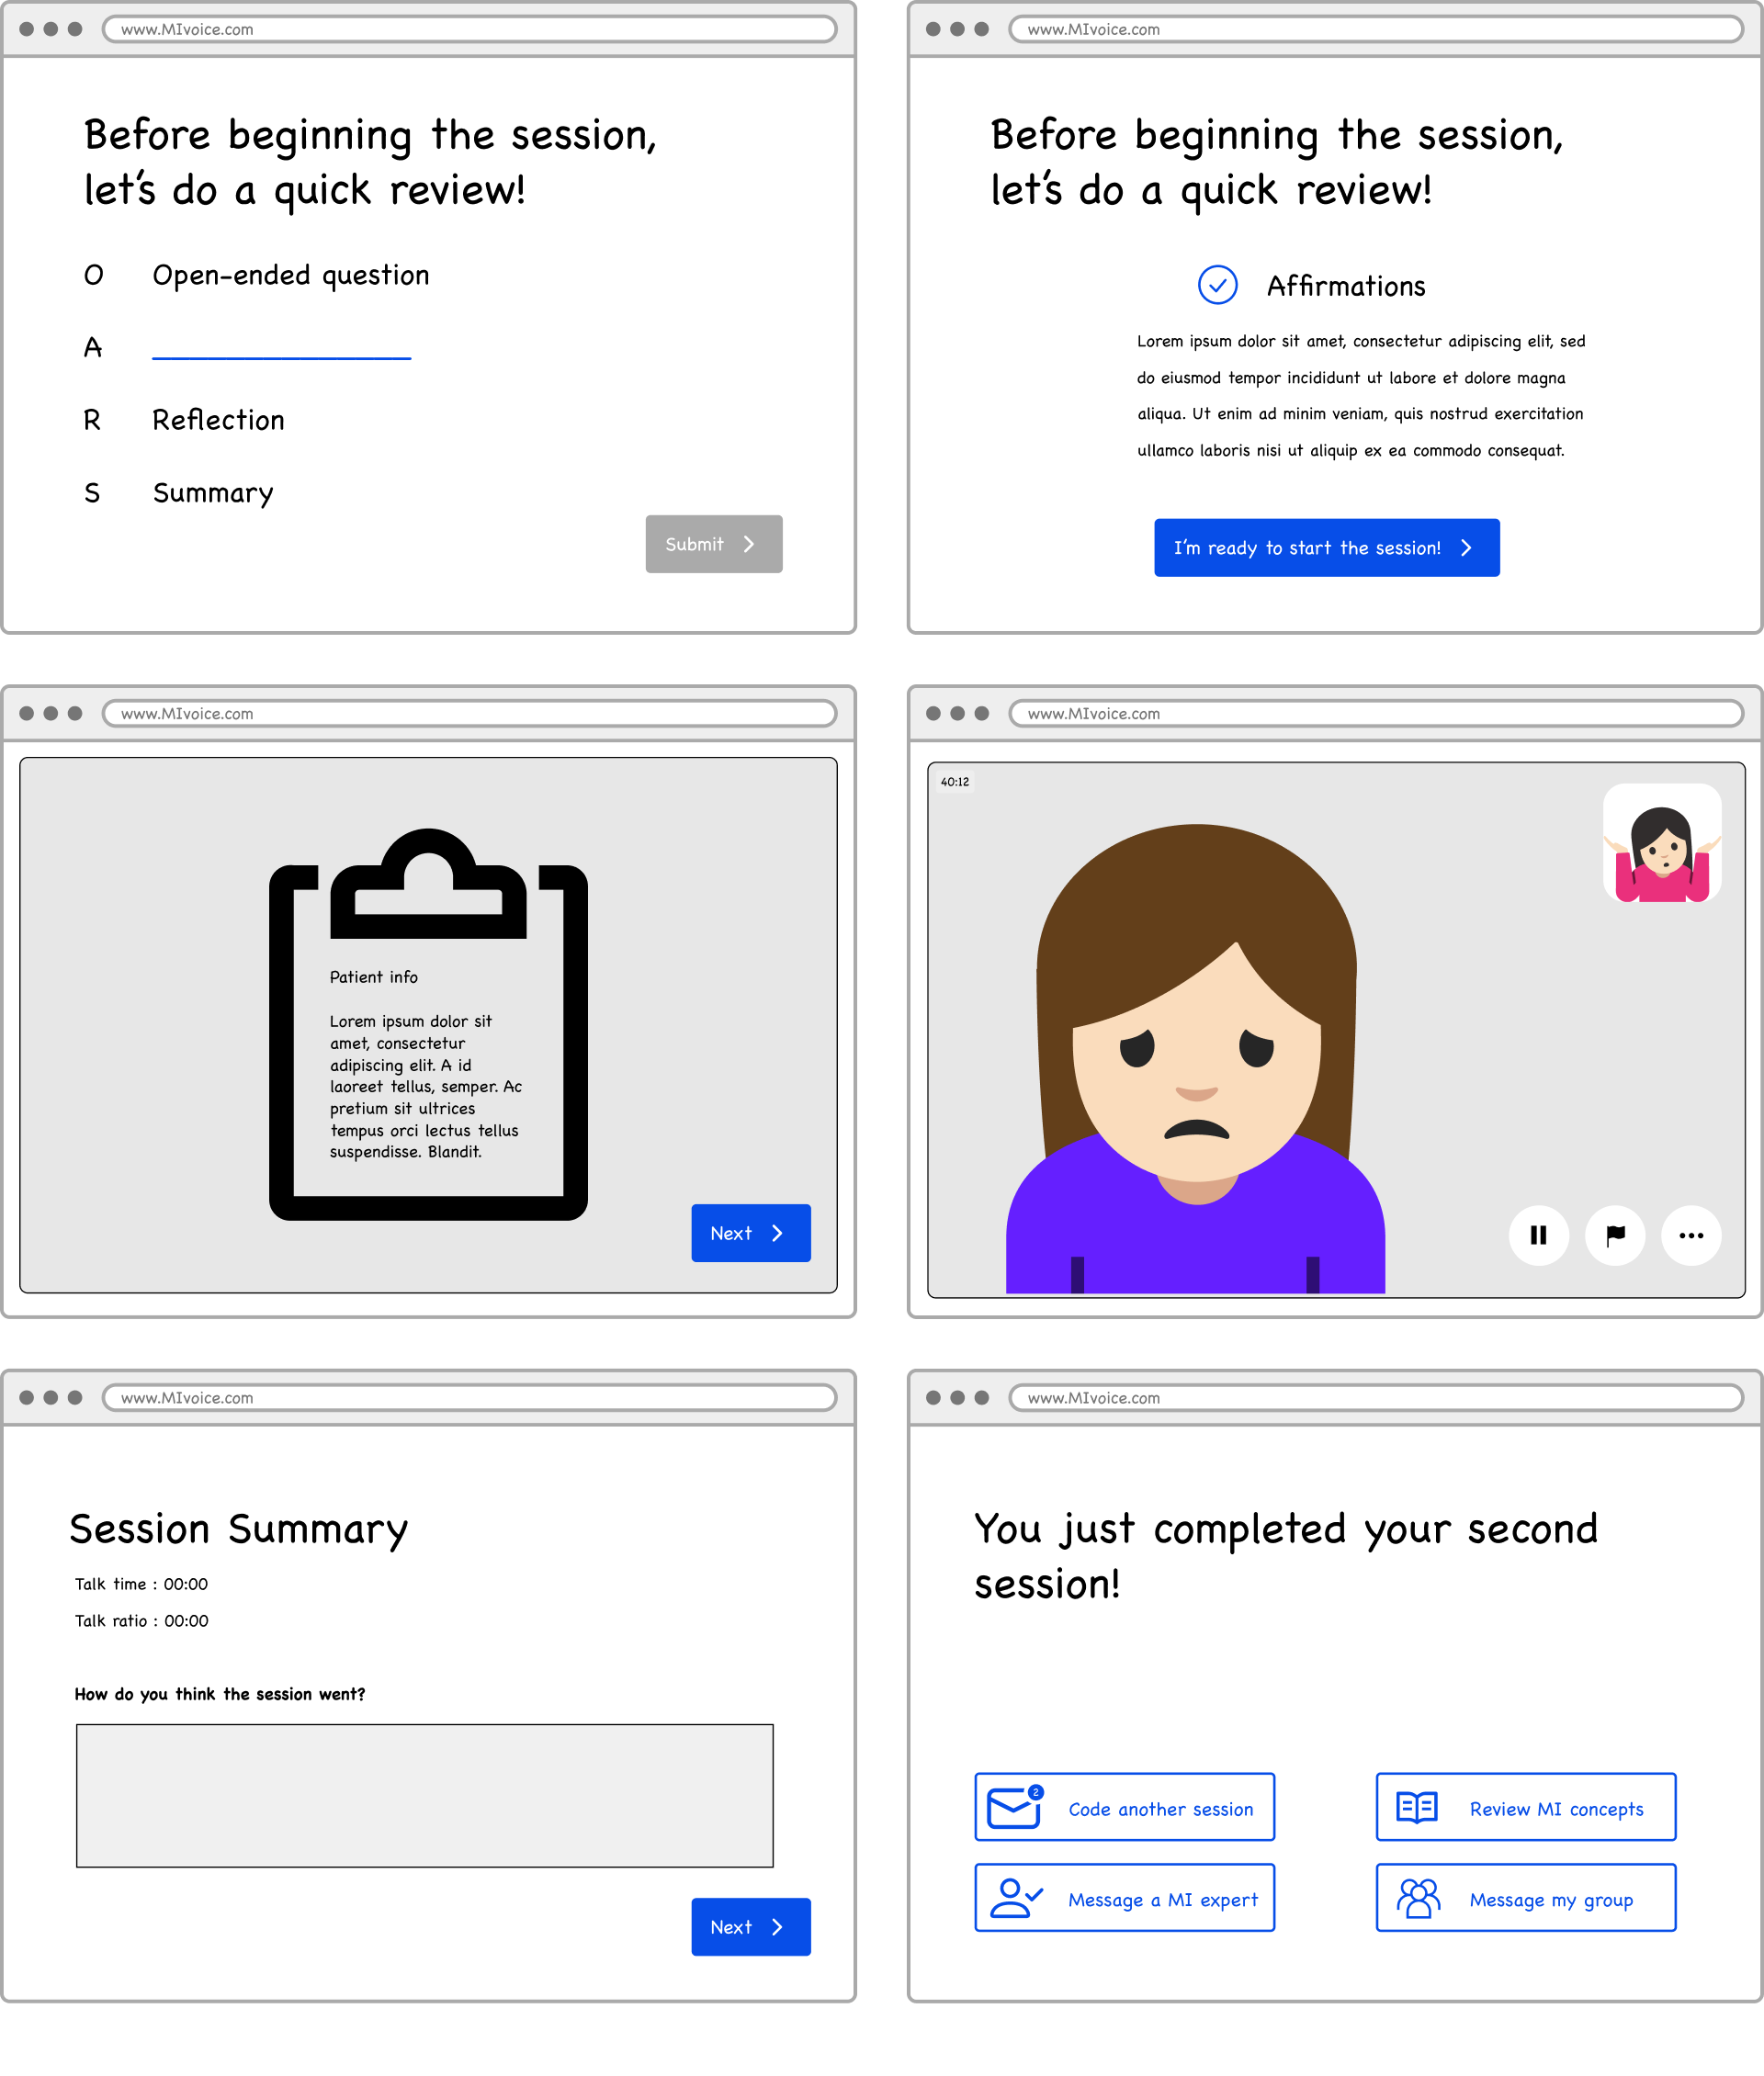 www.MIvoice.com
Before beginning the session,
let's do a quick review!
O Open-ended question
A ______________
R Reflection
S Summary
Submit
www.MIvoice.com
Before beginning the session,
let's do a quick review!
Affirmations
Lorem ipsum dolor sit amet, consectetur adipiscing elit, sed
do eiusmod tempor incididunt ut labore et dolore magna
aliqua. Ut enim ad minim veniam, quis nostrud exercitation
ullamco laboris nisi ut aliquip ex ea commodo consequat.
I'm ready to start the session!
www.MIvoice.com
Patient info
Lorem ipsum dolor sit
amet, consectetur
adipiscing elit. A id
laoreet tellus, semper. Ac
pretium sit ultrices
tempus orci lectus tellus
suspendisse. Blandit.
Next
www.MIvoice.com
40:12
www.MIvoice.com
Session Summary
Talk time : 00:00
Talk ratio : 00:00
How do you think the session went?
Next
www.MIvoice.com
You just completed your second
session!
2
Code another session
Review MI concepts
Message a MI expert
Message my group